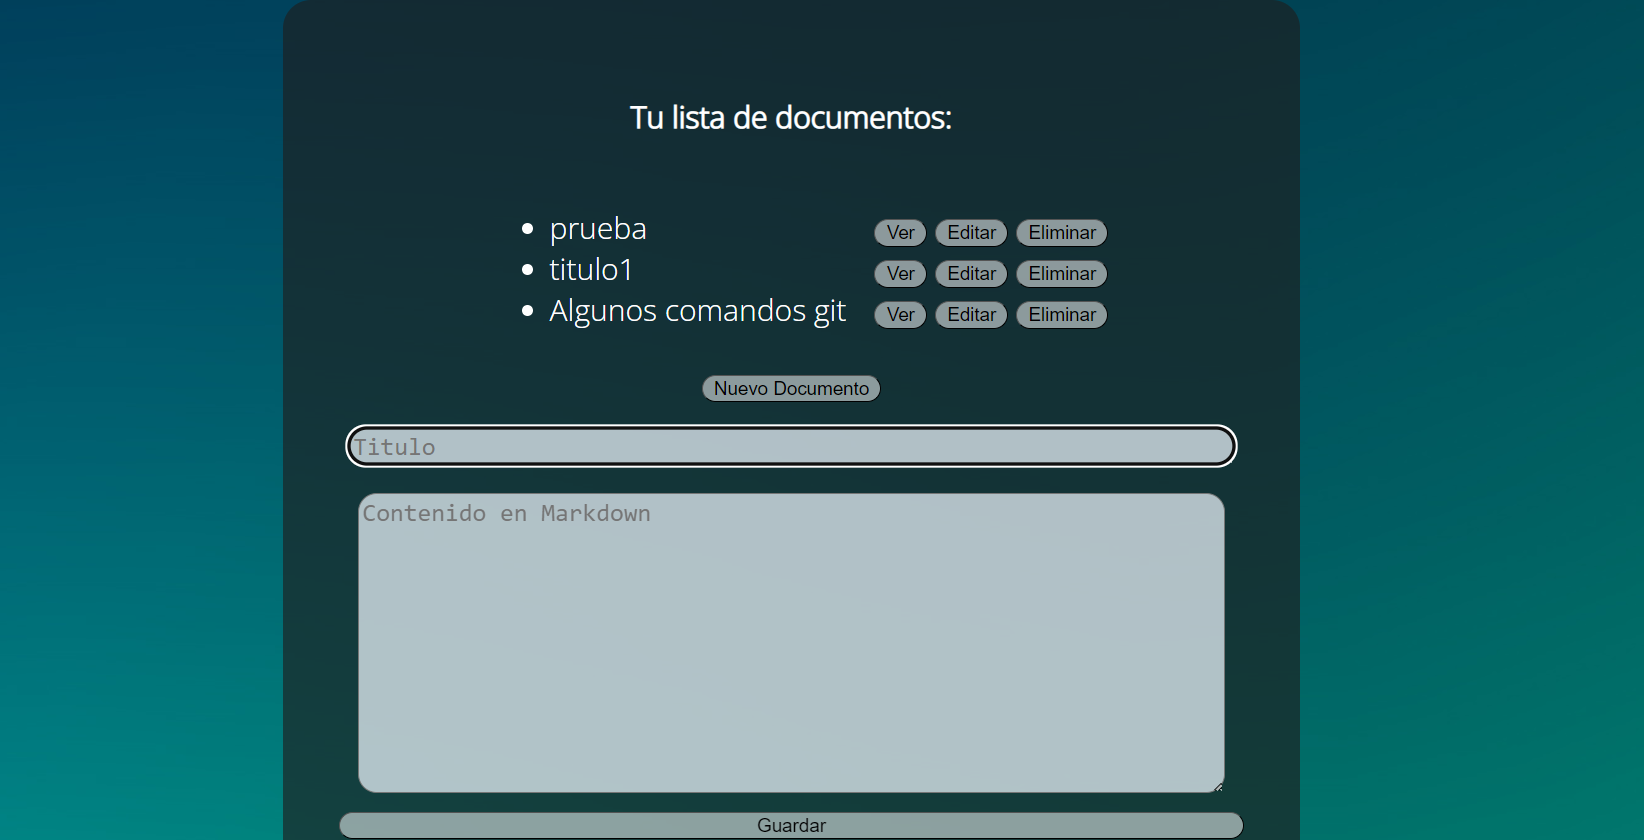 Tu lista de documentos:
prueba Ver Editar Eliminar
titulo1 Ver Editar Eliminar
Algunos comandos git Ver Editar Eliminar
Nuevo Documento
Titulo
Contenido en Markdown
Guardar